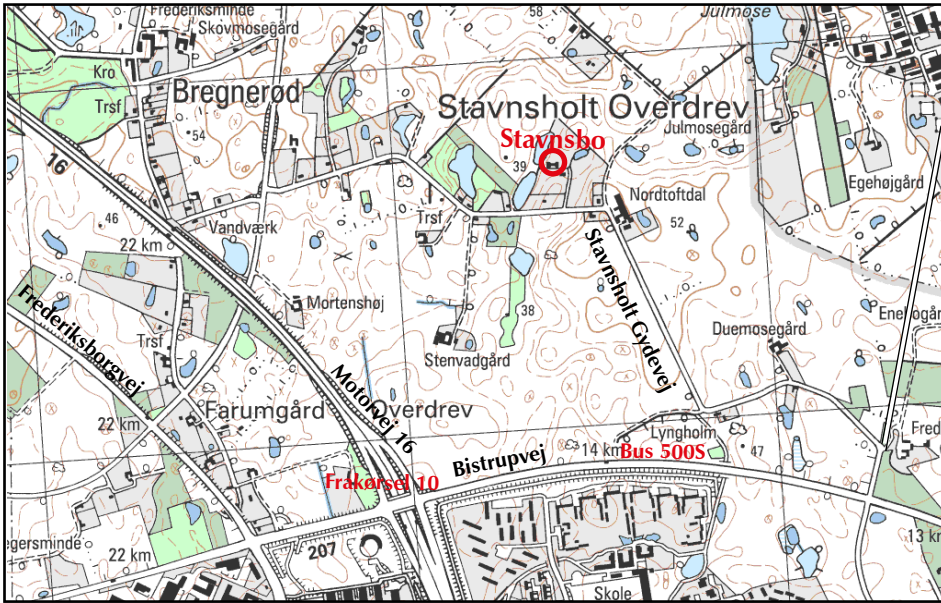 Frederiksminde
Skovmosegård
58
Julmose
Kro
Trsf
Bregnerød
54
Stavnsholt Overdrev
Stavnsbo
Julmosegård
16
39
Egehøjgård
Nordtoftdal
46
Trsf
52
22 km
Vandværk
Stavnsholt Gydevej
Mortenshøj
38
Frederiksborgvej
Trsf
Stenvadgård
Duemosegård
Motorvej 16
Farumgård Overdrev
22 km
Lyngholm
14 km
Bus 500S
47
Fred
Bistrupvej
Frakørsel 10
egersminde
22 km
207
13 km
Skole